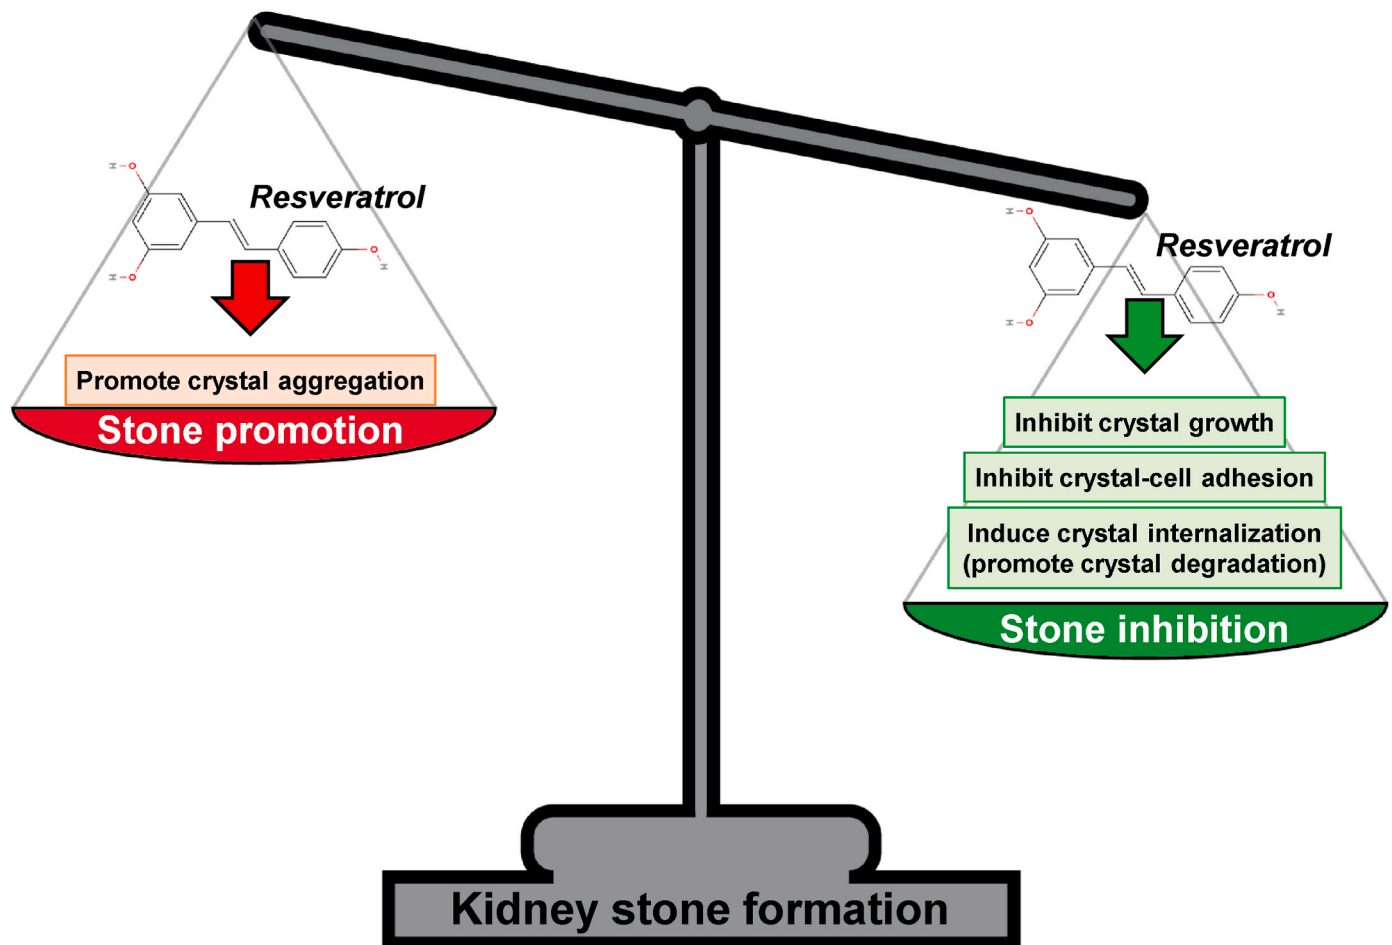 H-O
Resveratrol
O
H
H-O
Promote crystal aggregation
Stone promotion
H-O
Resveratrol
O
H
H-O
Inhibit crystal growth
Inhibit crystal-cell adhesion
Induce crystal internalization
(promote crystal degradation)
Stone inhibition
Kidney stone formation